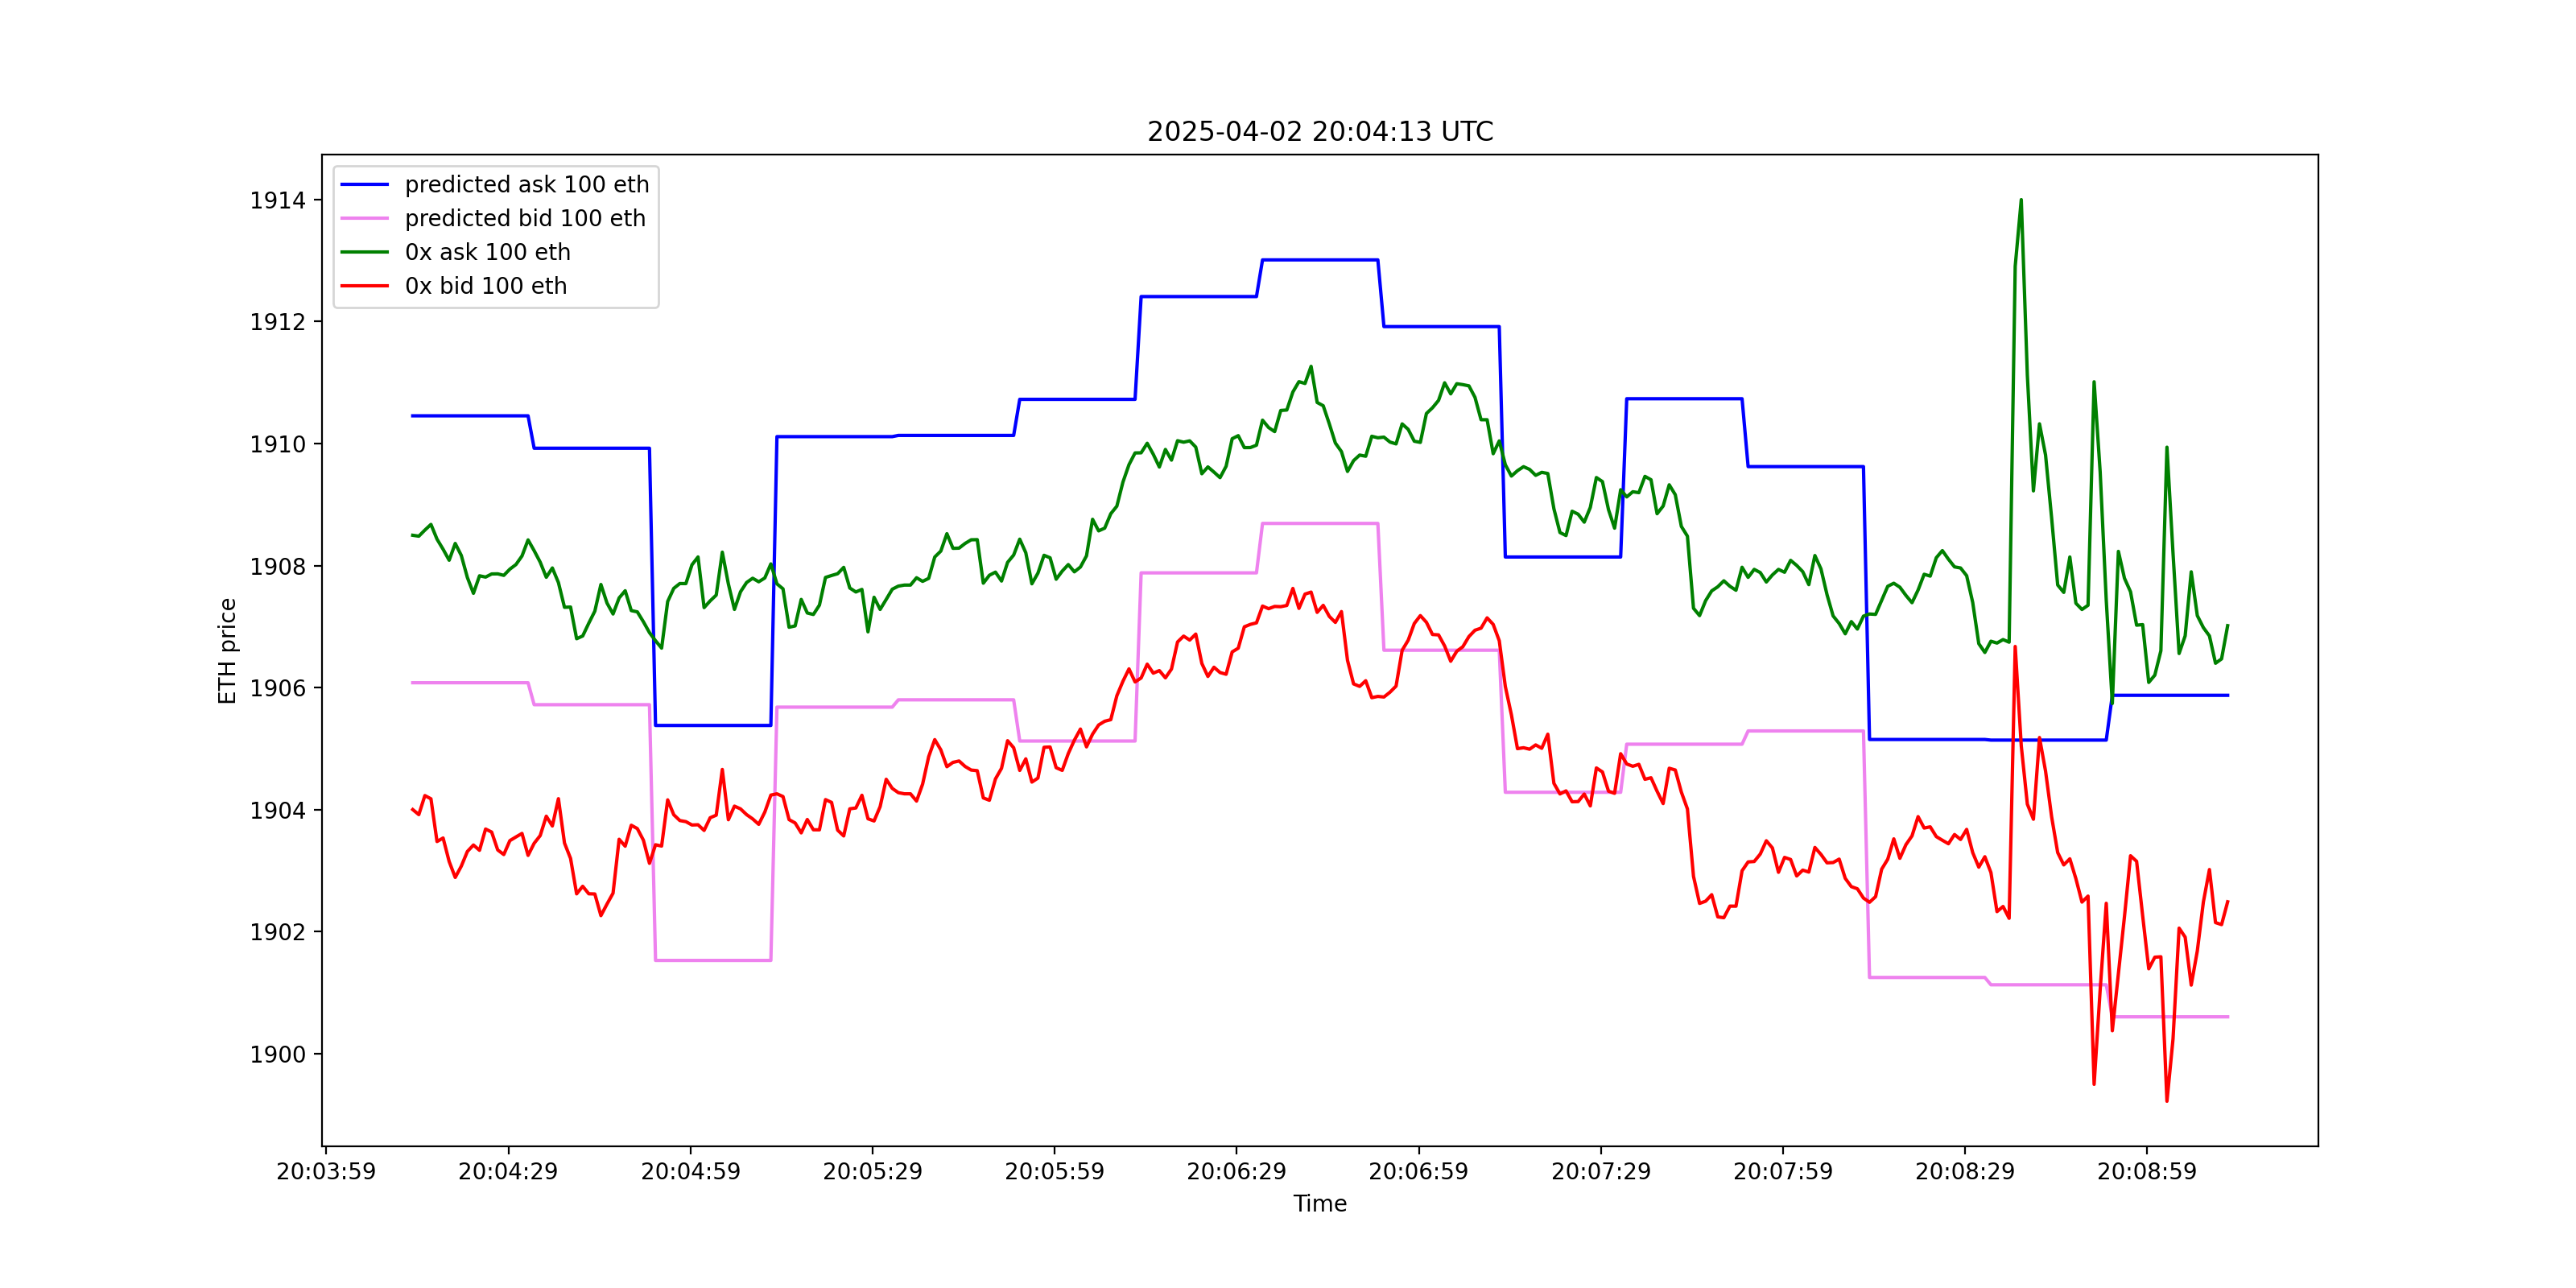 2025-04-02 20:04:13 UTC
predicted ask 100 eth
predicted bid 100 eth
0x ask 100 eth
0x bid 100 eth
ETH price
1914
1912
1910
1908
1906
1904
1902
1900
20:03:59 20:04:29 20:04:59 20:05:29 20:05:59 20:06:29 20:06:59 20:07:29 20:07:59 20:08:29 20:08:59
Time